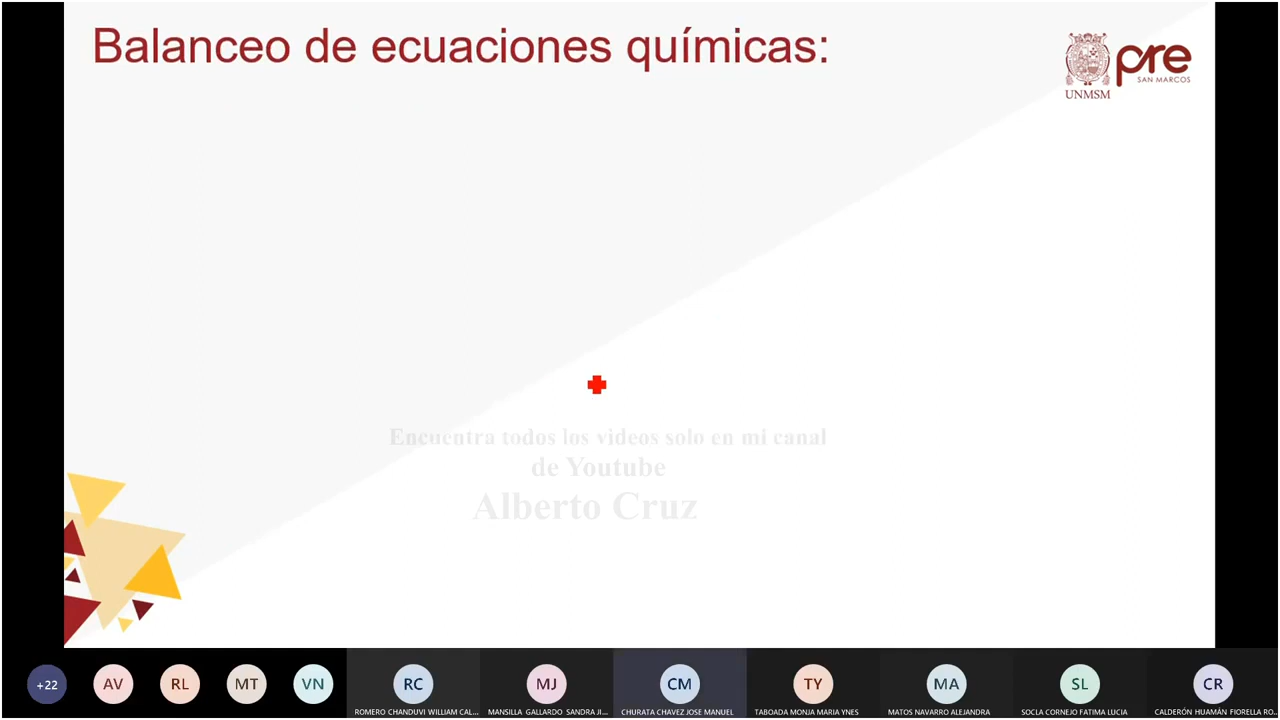 Balanceo de ecuaciones químicas:
pre
SAN MARCOS
UNMSM
Encuentra todos los videos solo en mi canal
de Youtube
Alberto Cruz
+22
AV
RL
MT
VN
RC
MJ
CM
TY
MA
SL
CR
ROMERO CHANDUVI WILLIAM CAL...
MANSILLA GALLARDO SANDRA JI...
CHURATA CHAVEZ JOSE MANUEL
TABOADA MONJA MARIA YNES
MATOS NAVARRO ALEJANDRA
SOCLA CORNEJO FATIMA LUCIA
CALDERÓN HUAMÁN FIORELLA RO...